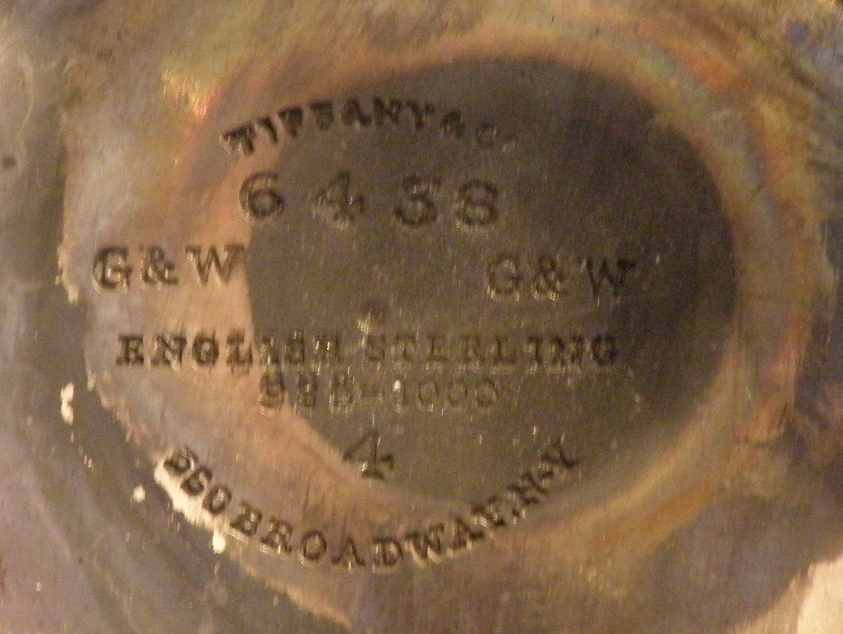 TIFFANY & Co.
6438
G&W G&W
ENGLISH STERLING
925-1000
4
550 BROADWAY, N-Y